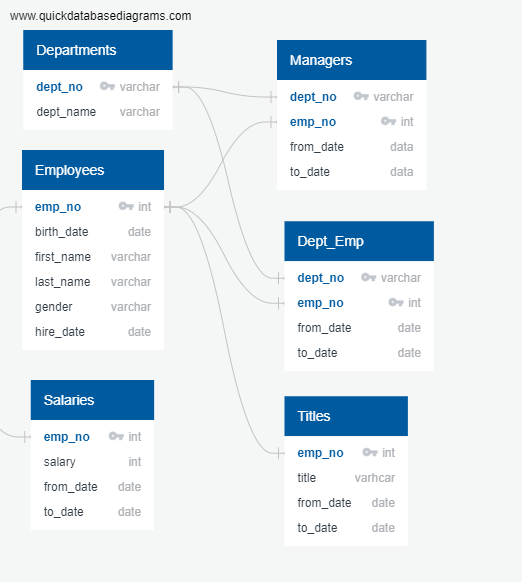 www.quickdatabasediagrams.com
Departments
dept_no varchar
dept_name varchar
Employees
emp_no int
birth_date date
first_name varchar
last_name varchar
gender varchar
hire_date date
Salaries
emp_no int
salary int
from_date date
to_date date
Managers
dept_no varchar
emp_no int
from_date data
to_date data
Dept_Emp
dept_no varchar
emp_no int
from_date date
to_date date
Titles
emp_no int
title varhcar
from_date date
to_date date